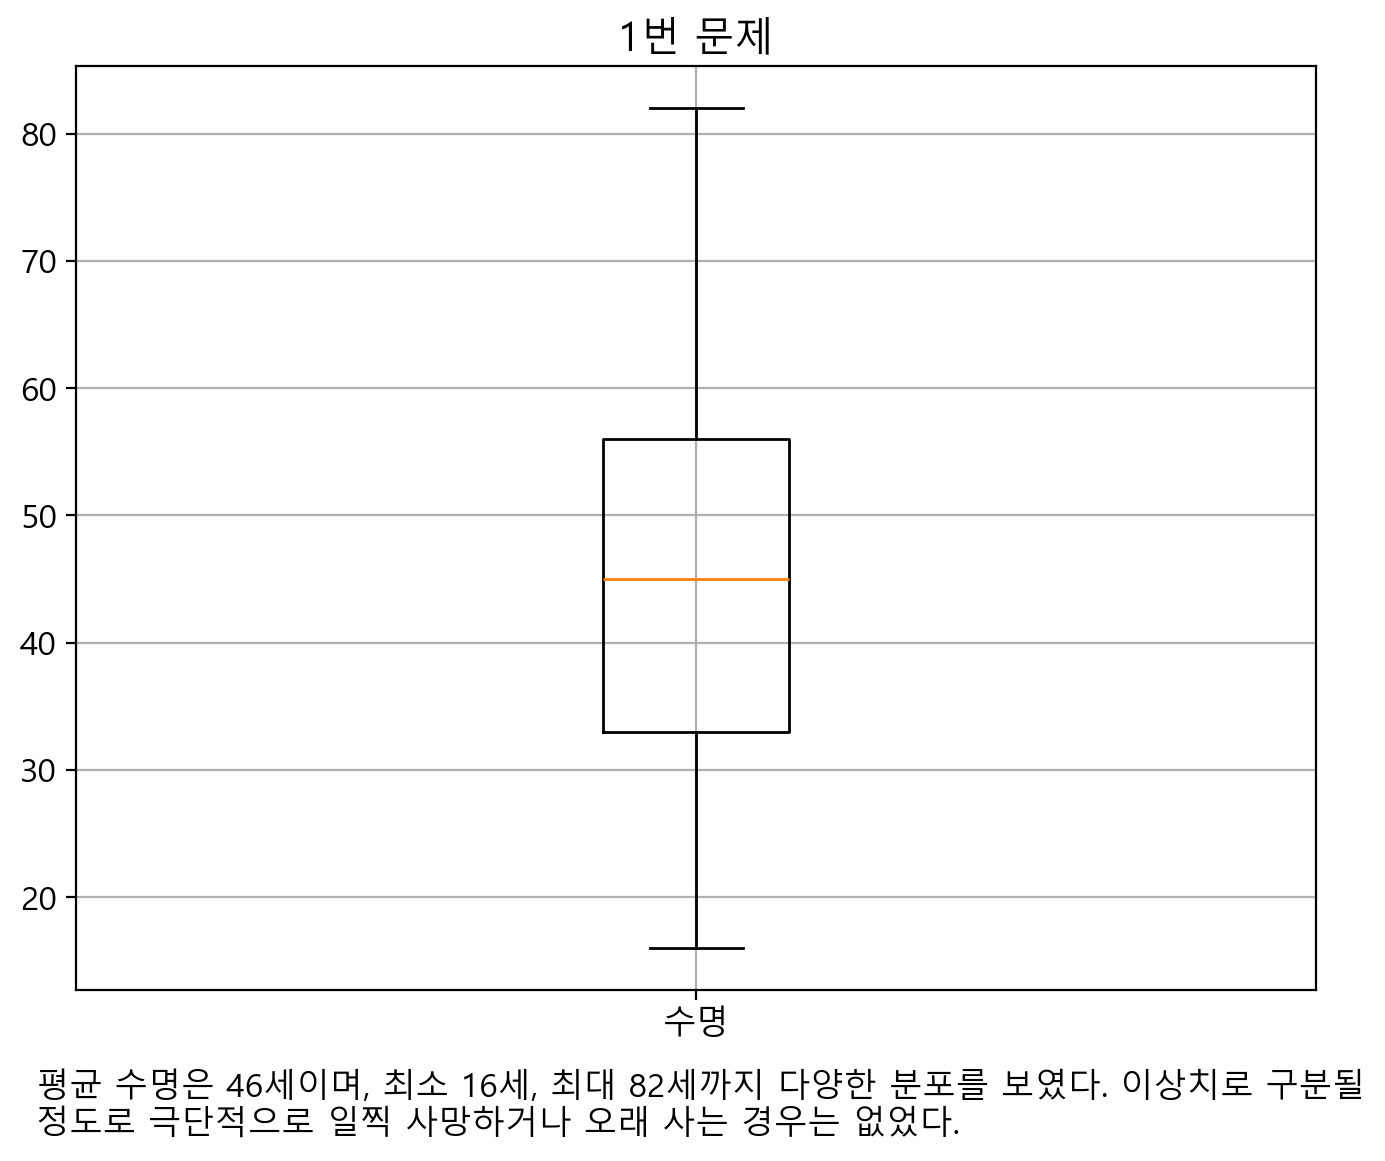 1번 문제
80
70
60
50
40
30
20
수명
평균 수명은 46세이며, 최소 16세, 최대 82세까지 다양한 분포를 보였다. 이상치로 구분될
정도로 극단적으로 일찍 사망하거나 오래 사는 경우는 없었다.